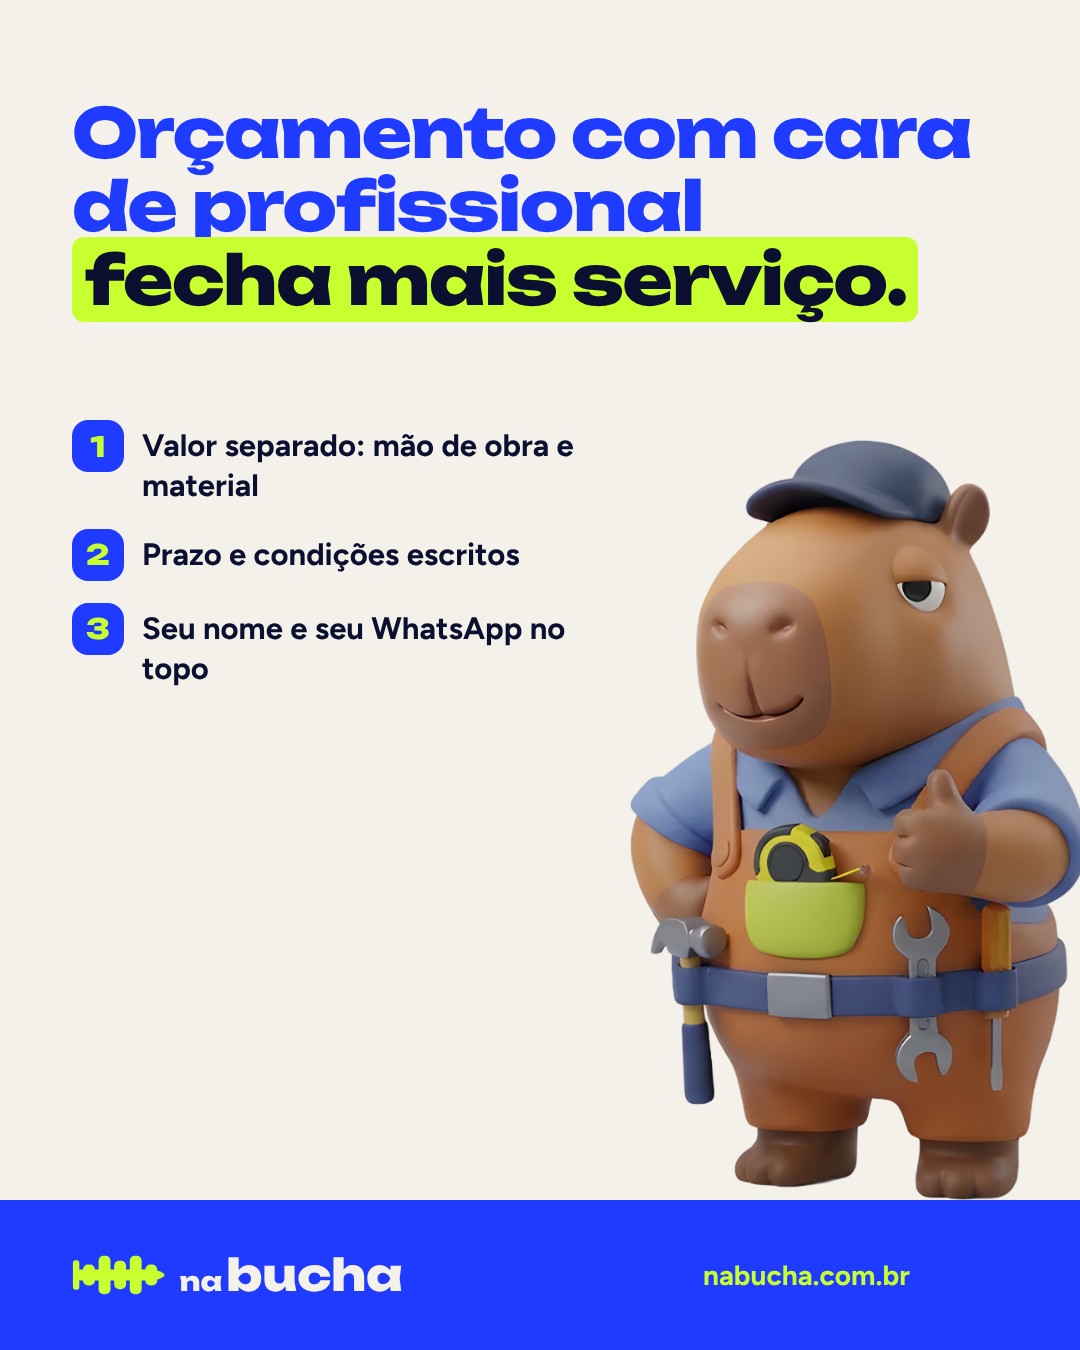 Orçamento com cara
de profissional
fecha mais serviço.
1 Valor separado: mão de obra e
material
2 Prazo e condições escritos
3 Seu nome e seu WhatsApp no
topo
na bucha
nabucha.com.br